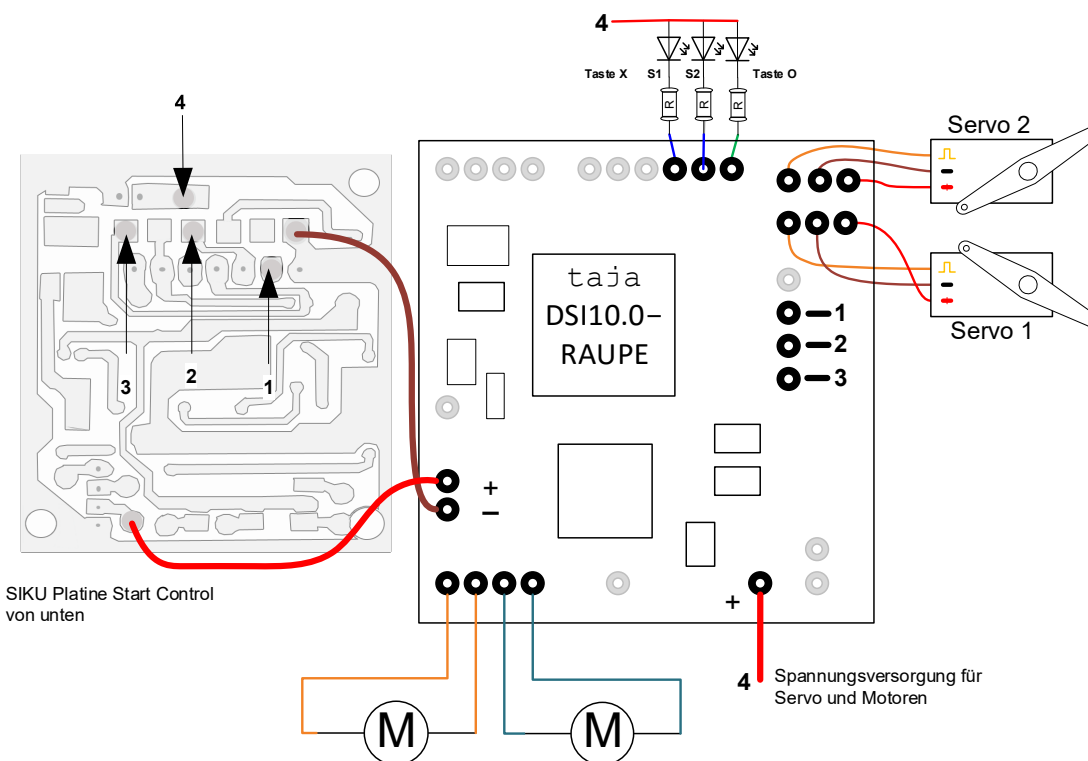 4
Taste X
S1
S2
Taste O
R
R
R
4
Servo 2
Servo 1
taja
DSI10.0–
RAUPE
1
2
3
3
2
1
+
–
SIKU Platine Start Control
von unten
+
4
Spannungsversorgung für
Servo und Motoren
M
M